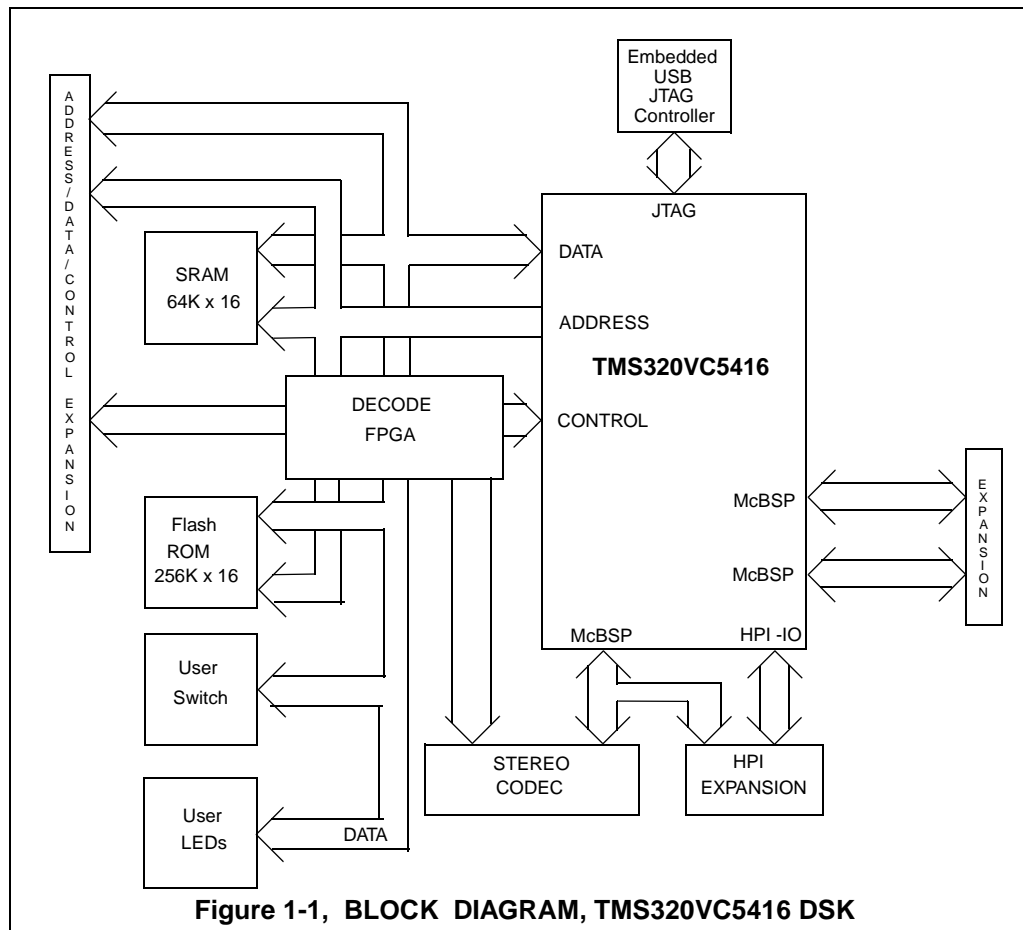 Embedded
USB
JTAG
Controller
ADDRESS/DATA/CONTROL EXPANSION
JTAG
DATA
SRAM
64K x 16
ADDRESS
TMS320VC5416
DECODE
FPGA
CONTROL
EXPANSION
McBSP
Flash
ROM
256K x 16
McBSP
McBSP
HPI -IO
User
Switch
STEREO
CODEC
HPI
EXPANSION
User
LEDs
DATA
Figure 1-1, BLOCK DIAGRAM, TMS320VC5416 DSK